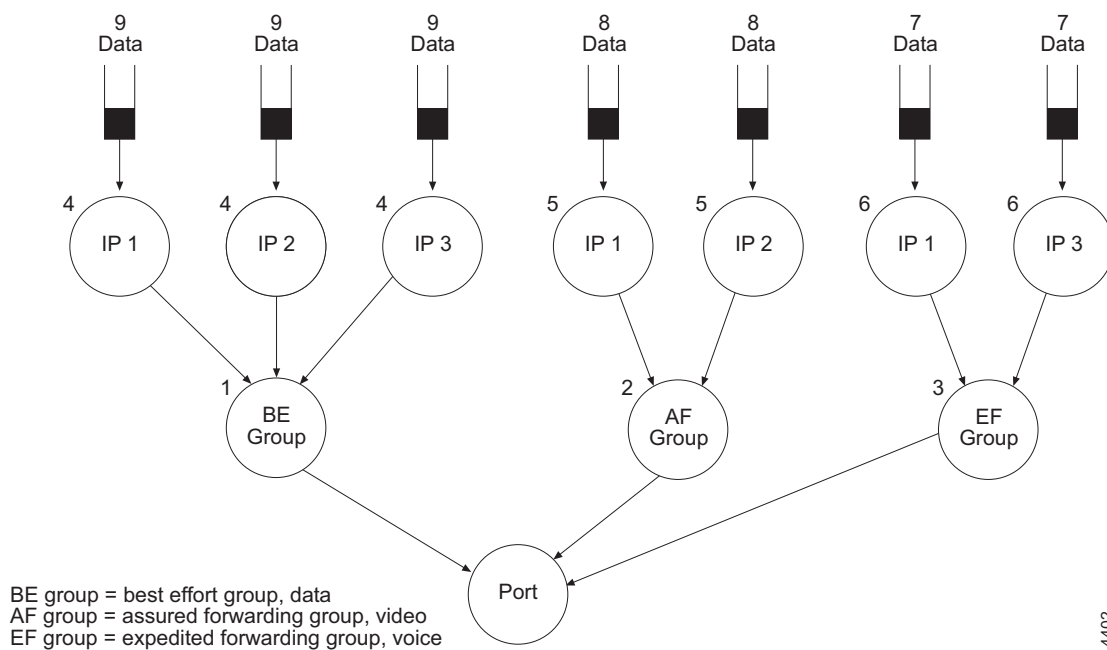 9 9 9 8 8 7 7
Data Data Data Data Data Data Data
4 4 4 5 5 6 6
IP 1 IP 2 IP 3 IP 1 IP 2 IP 1 IP 3
1 2 3
BE Group
AF Group
EF Group
Port
BE group = best effort group, data
AF group = assured forwarding group, video
EF group = expedited forwarding group, voice
4492